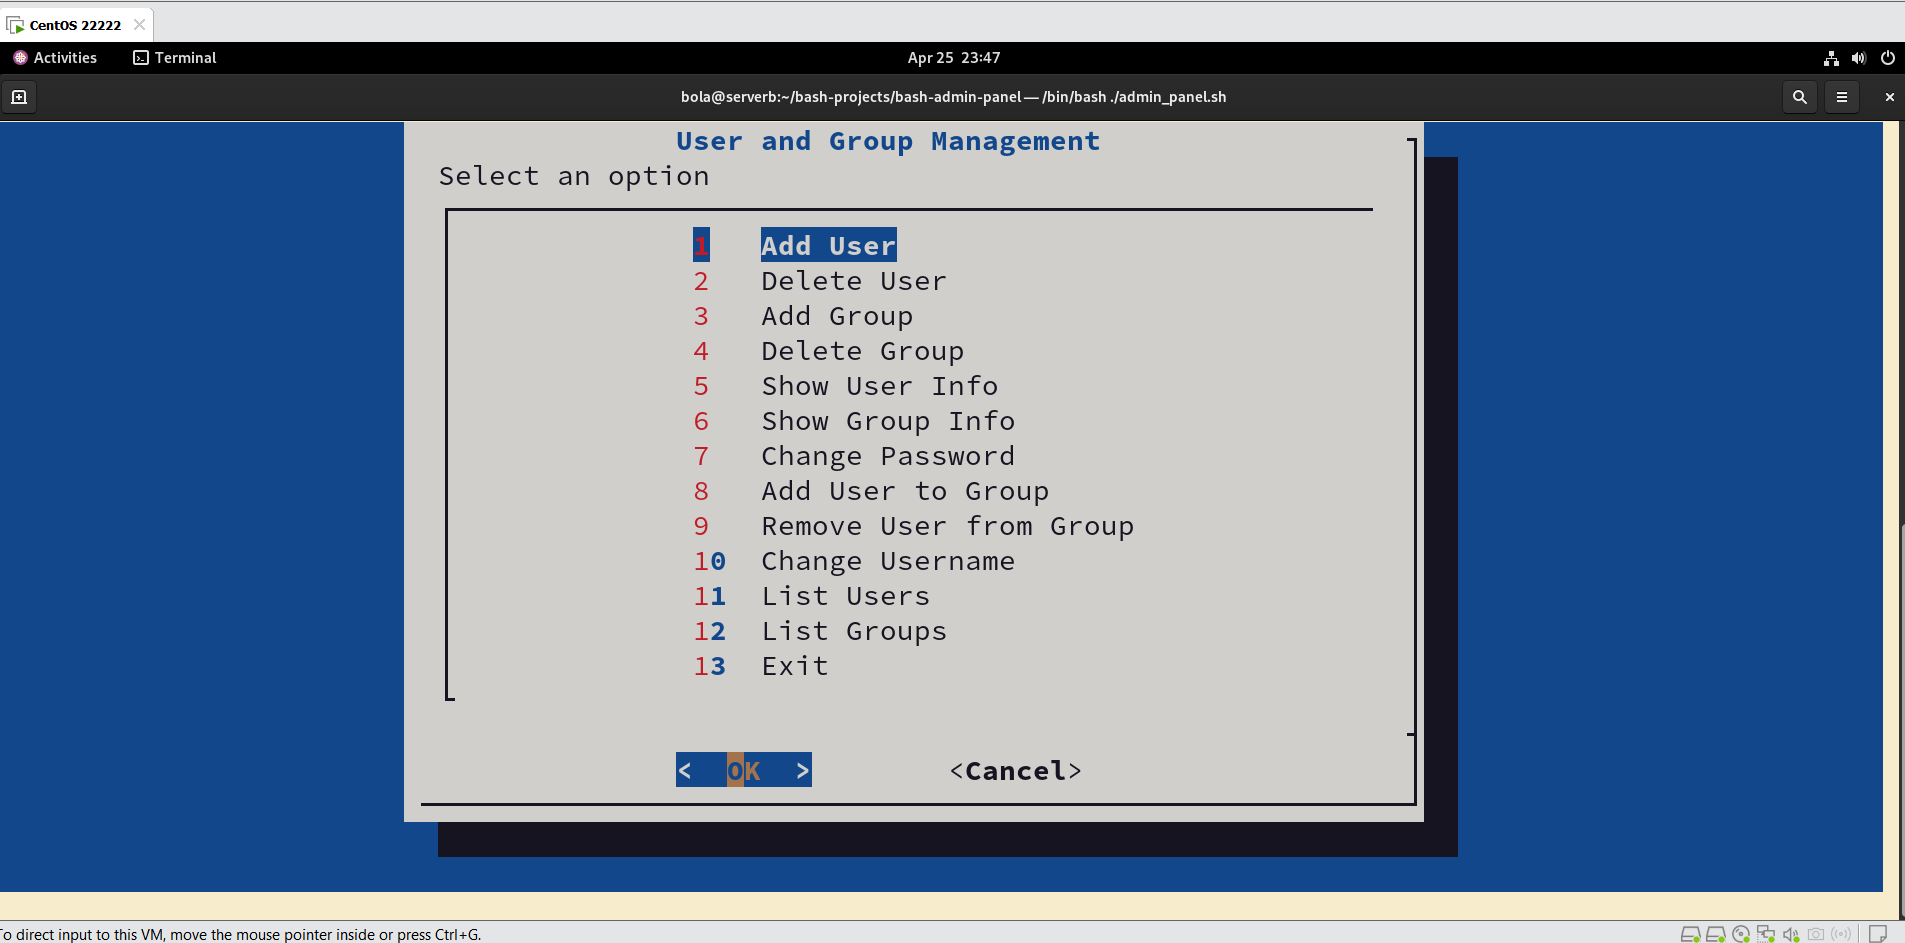 CentOS 22222
Activities Terminal Apr 25 23:47
bola@serverb:~/bash-projects/bash-admin-panel — /bin/bash ./admin_panel.sh
User and Group Management
Select an option
1 Add User
2 Delete User
3 Add Group
4 Delete Group
5 Show User Info
6 Show Group Info
7 Change Password
8 Add User to Group
9 Remove User from Group
10 Change Username
11 List Users
12 List Groups
13 Exit
< OK > <Cancel>
To direct input to this VM, move the mouse pointer inside or press Ctrl+G.